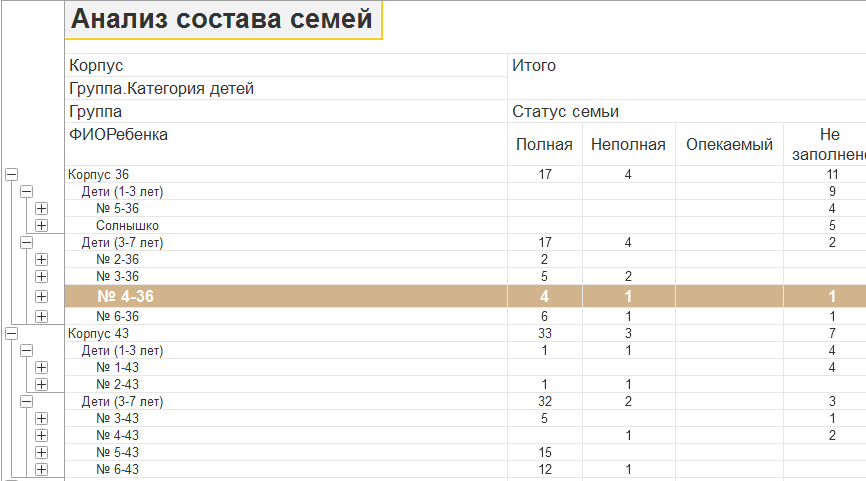 Анализ состава семей
Корпус Итого
Группа.Категория детей
Группа Статус семьи
ФИОРебенка Полная Неполная Опекаемый Не заполнено
Корпус 36 17 4 11
Дети (1-3 лет) 9
№ 5-36 4
Солнышко 5
Дети (3-7 лет) 17 4 2
№ 2-36 2
№ 3-36 5 2
№ 4-36 4 1 1
№ 6-36 6 1 1
Корпус 43 33 3 7
Дети (1-3 лет) 1 1 4
№ 1-43 4
№ 2-43 1 1
Дети (3-7 лет) 32 2 3
№ 3-43 5 1
№ 4-43 1 2
№ 5-43 15
№ 6-43 12 1